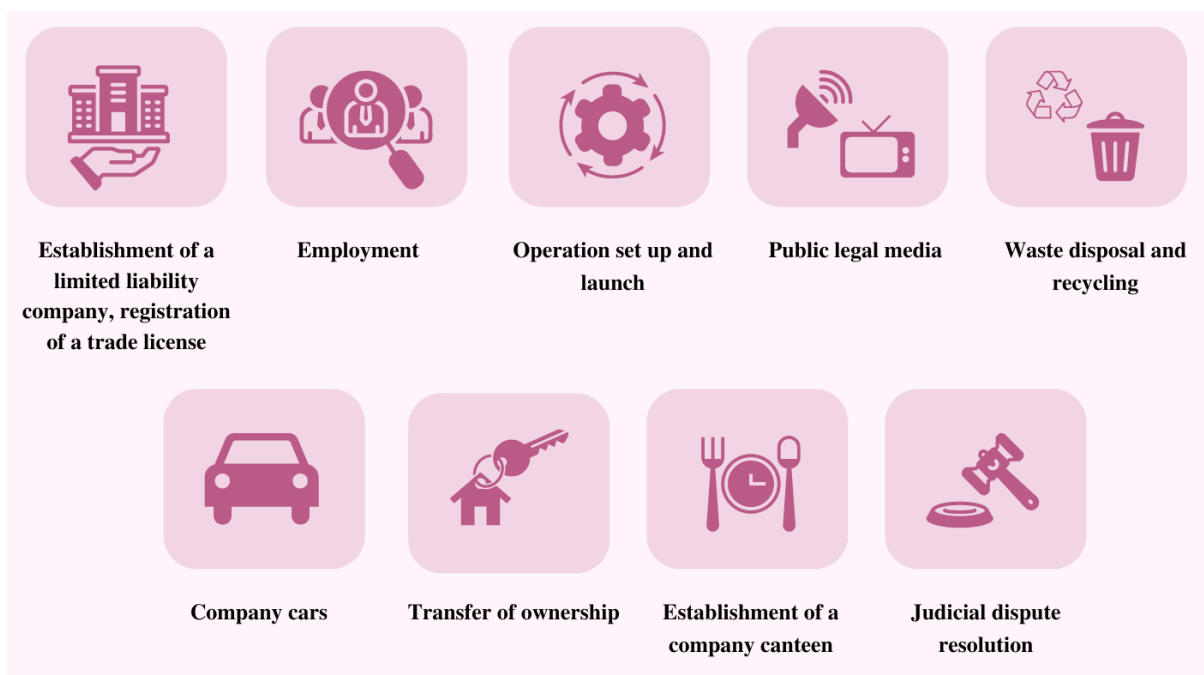 Establishment of a
limited liability
company, registration
of a trade license
Employment
Operation set up and
launch
Public legal media
Waste disposal and
recycling
Company cars
Transfer of ownership
Establishment of a
company canteen
Judicial dispute
resolution